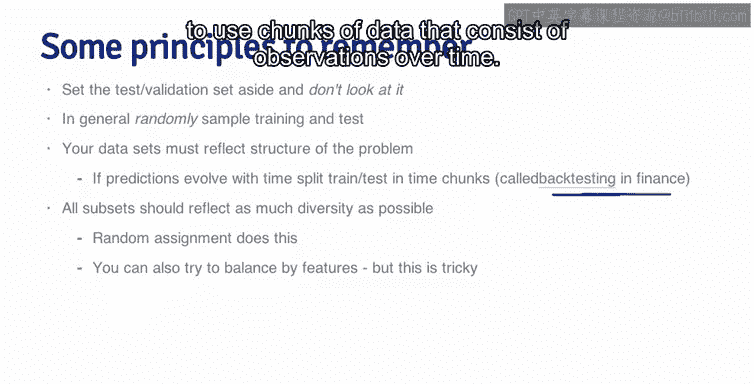 to use chunks of data that consist of
observations over time.
Some principles to remember
· Set the test/validation set aside and don't look at it
· In general randomly sample training and test
· Your data sets must reflect structure of the problem
- If predictions evolve with time split train/test in time chunks (called backtesting in finance)
· All subsets should reflect as much diversity as possible
- Random assignment does this
- You can also try to balance by features - but this is tricky